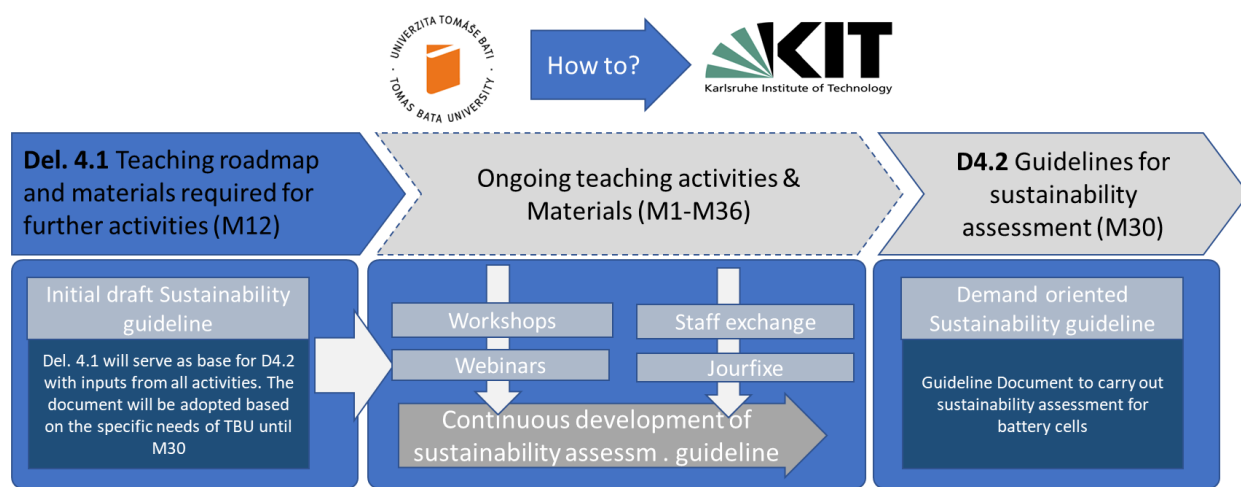 · UNIVERZITA TOMÁŠE BATI ·
TOMAS BATA UNIVERSITY
How to?
KIT
Karlsruhe Institute of Technology
Del. 4.1 Teaching roadmap
and materials required for
further activities (M12)
Ongoing teaching activities &
Materials (M1-M36)
D4.2 Guidelines for
sustainability
assessment (M30)
Initial draft Sustainability
guideline
Del. 4.1 will serve as base for D4.2
with inputs from all activities. The
document will be adopted based
on the specific needs of TBU until
M30
Workshops
Webinars
Staff exchange
Jourfixe
Continuous development of
sustainability assessm . guideline
Demand oriented
Sustainability guideline
Guideline Document to carry out
sustainability assessment for
battery cells